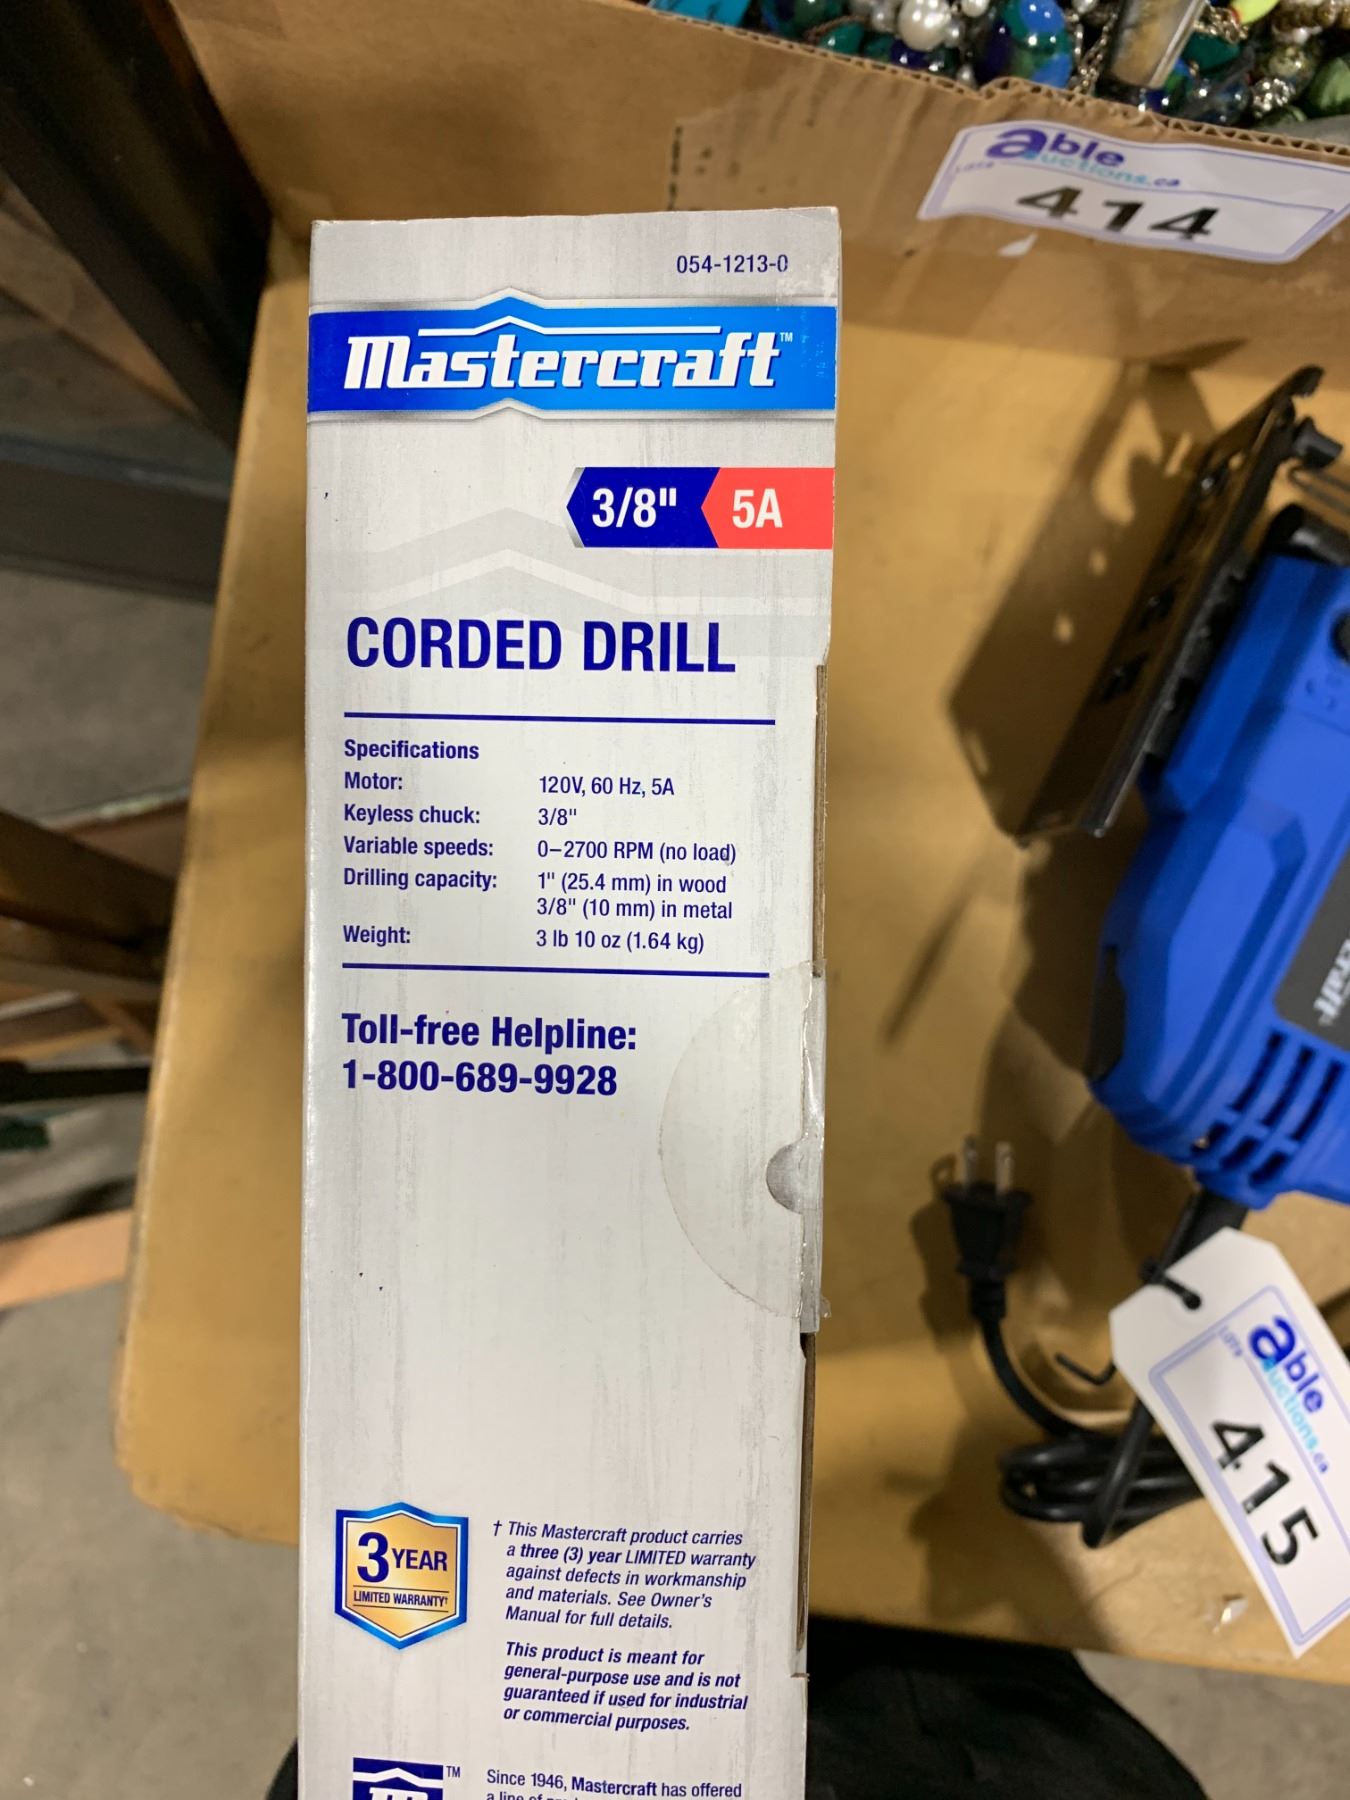 able
auctions.ca
414
054-1213-0
Mastercraft™
3/8" 5A
CORDED DRILL
Specifications
Motor: 120V, 60 Hz, 5A
Keyless chuck: 3/8"
Variable speeds: 0–2700 RPM (no load)
Drilling capacity: 1" (25.4 mm) in wood
3/8" (10 mm) in metal
Weight: 3 lb 10 oz (1.64 kg)
Toll-free Helpline:
1-800-689-9928
3 YEAR
LIMITED WARRANTY†
† This Mastercraft product carries
a three (3) year LIMITED warranty
against defects in workmanship
and materials. See Owner's
Manual for full details.
This product is meant for
general-purpose use and is not
guaranteed if used for industrial
or commercial purposes.
TM
Since 1946, Mastercraft has offered
a line of
able
auctions.ca
415